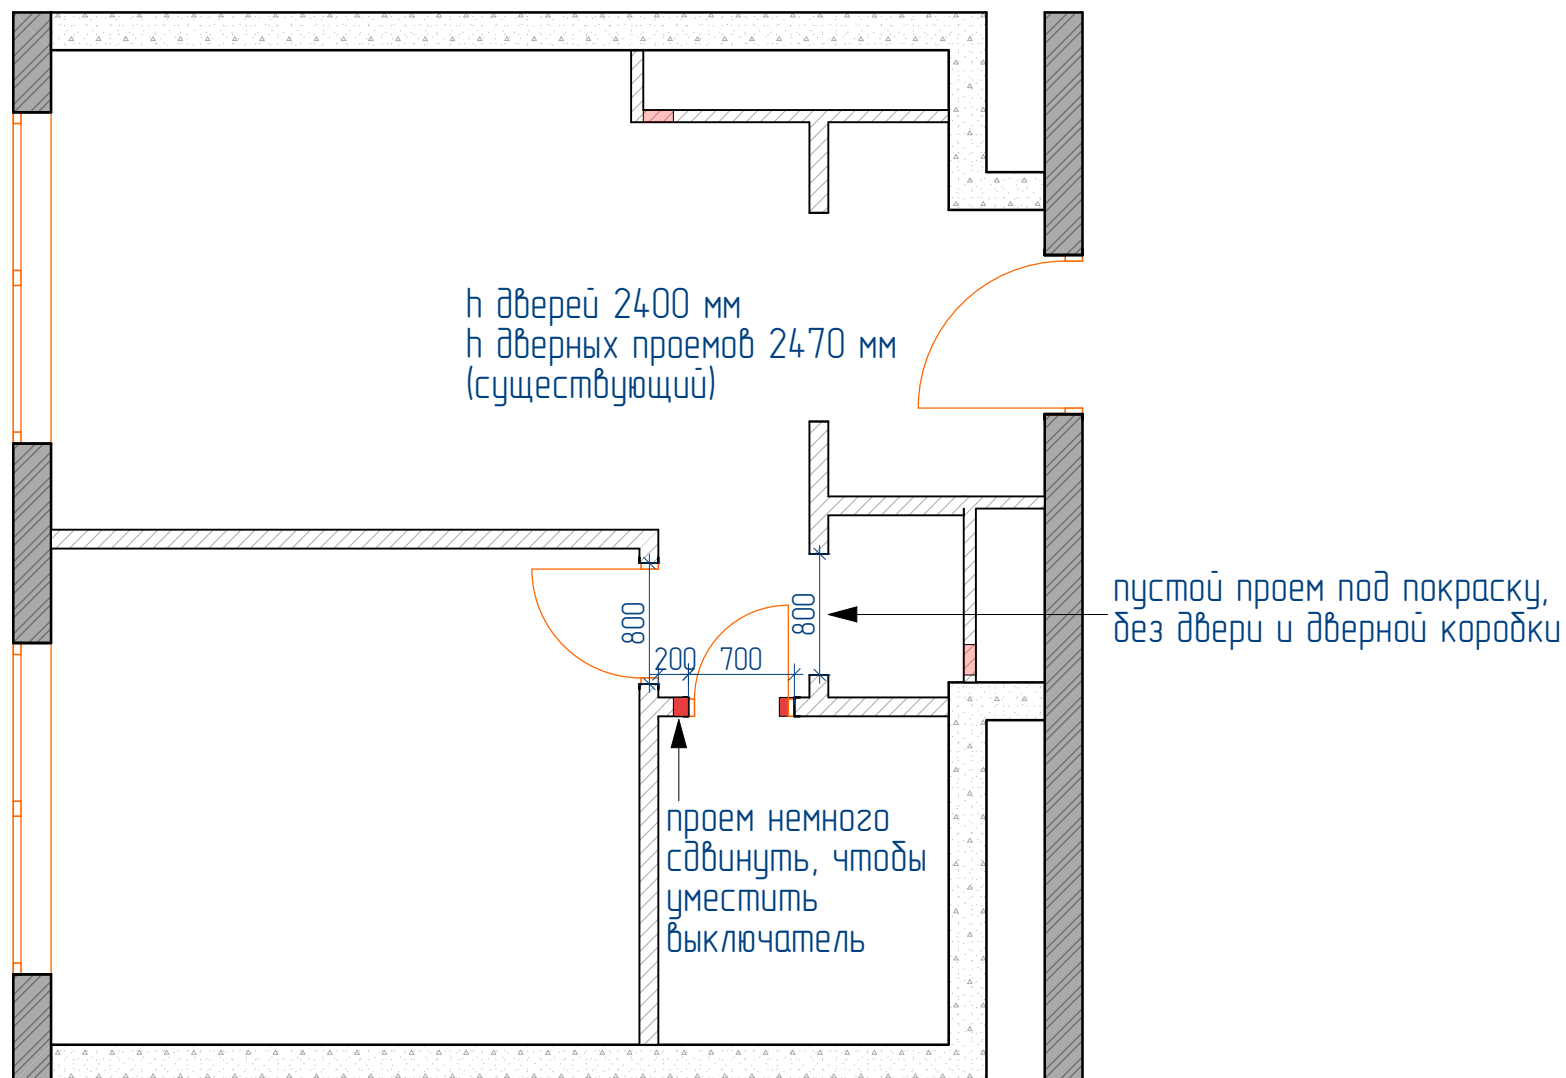 h дверей 2400 мм
h дверных проемов 2470 мм
(существующий)
800
800
200
700
пустой проем под покраску,
без двери и дверной коробки
проем немного
сдвинуть, чтобы
уместить
выключатель